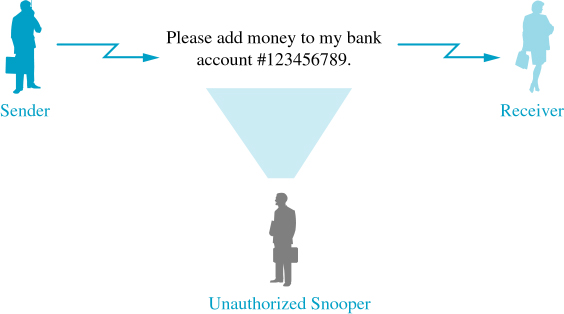 Please add money to my bank
account #123456789.
Sender
Receiver
Unauthorized Snooper